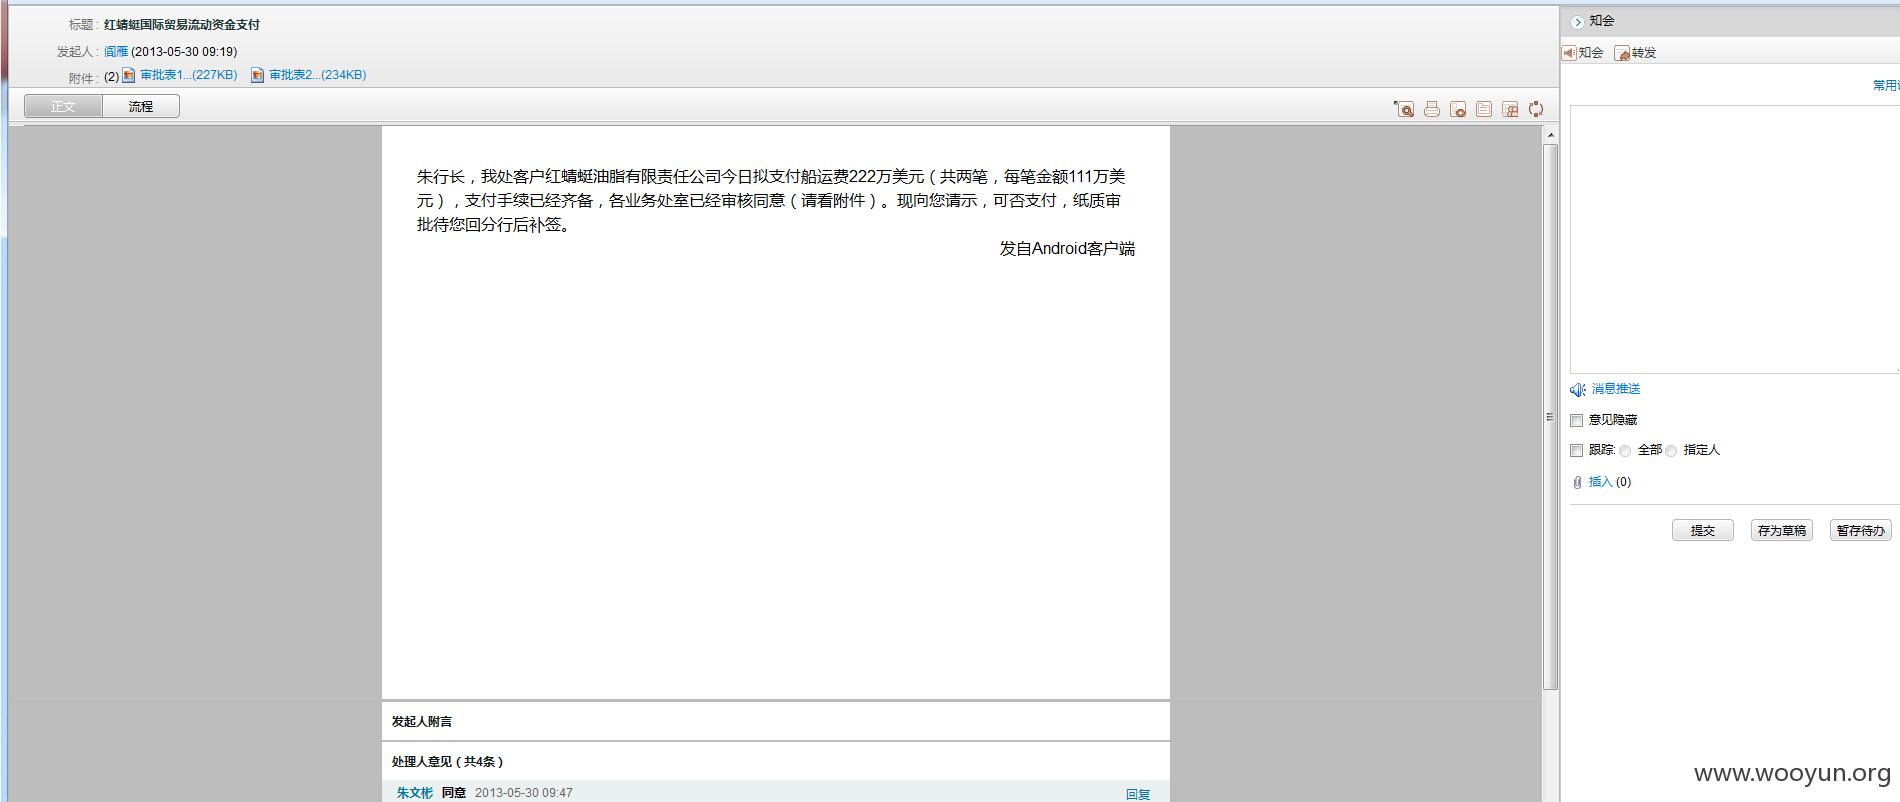 标题： 红蜻蜓国际贸易流动资金支付
发起人： 阎雁 (2013-05-30 09:19)
附件： (2) 审批表1...(227KB) 审批表2...(234KB)
正文 流程
朱行长，我处客户红蜻蜓油脂有限责任公司今日拟支付船运费222万美元（共两笔，每笔金额111万美
元），支付手续已经齐备，各业务处室已经审核同意（请看附件）。现向您请示，可否支付，纸质审
批待您回分行后补签。
发自Android客户端
发起人附言
处理人意见（共4条）
朱文彬 同意 2013-05-30 09:47 回复
知会
知会 转发
常用
消息推送
意见隐藏
跟踪: 全部 指定人
插入 (0)
提交 存为草稿 暂存待办
www.wooyun.org